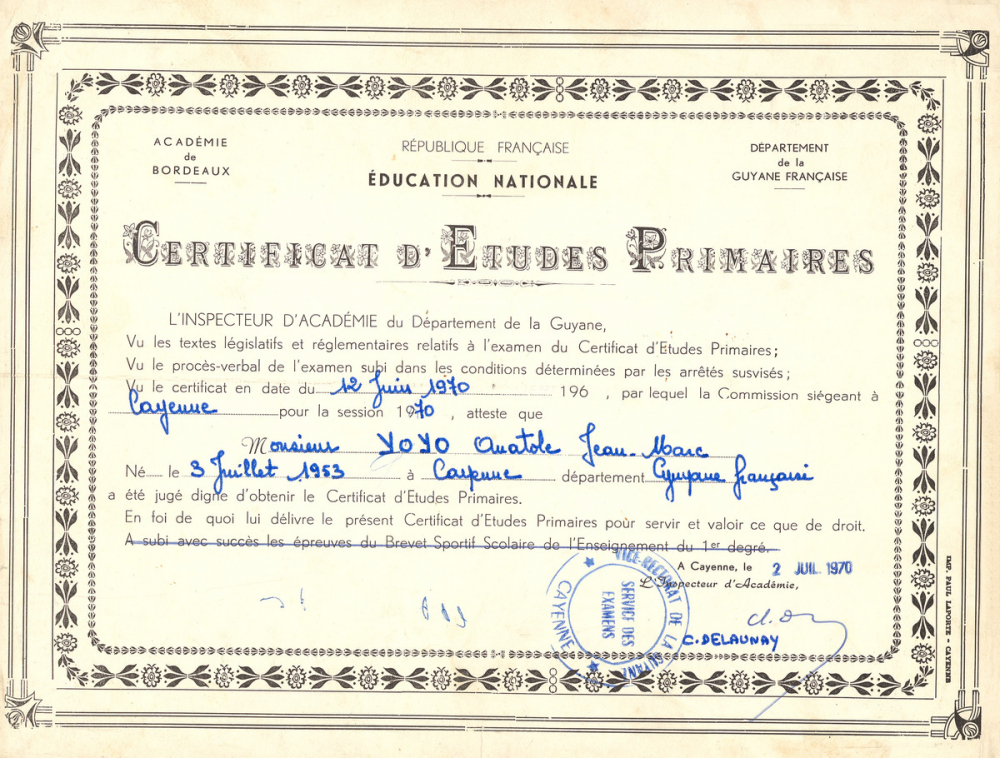 ACADÉMIE
de
BORDEAUX
RÉPUBLIQUE FRANÇAISE
ÉDUCATION NATIONALE
DÉPARTEMENT
de la
GUYANE FRANÇAISE
CERTIFICAT D'ETUDES PRIMAIRES
L'INSPECTEUR D'ACADÉMIE du Département de la Guyane,
Vu les textes législatifs et réglementaires relatifs à l'examen du Certificat d'Etudes Primaires ;
Vu le procès-verbal de l'examen subi dans les conditions déterminées par les arrêtés susvisés ;
Vu le certificat en date du 12 Juin 1970 196 , par lequel la Commission siégeant à
Cayenne pour la session 1970 , atteste que
Monsieur YOYO Anatole Jean-Marc
Né le 3 Juillet 1953 à Cayenne département Guyane française
a été jugé digne d'obtenir le Certificat d'Etudes Primaires.
En foi de quoi lui délivre le présent Certificat d'Etudes Primaires pour servir et valoir ce que de droit.
A subi avec succès les épreuves du Brevet Sportif Scolaire de l'Enseignement du 1er degré.
A Cayenne, le 2 JUIL 1970
L'Inspecteur d'Académie,
C. DELAUNAY
VICE-RECTORAT DE LA GUYANE
CAYENNE
SERVICE DES
EXAMENS
IMP. PAUL LAPORTE - CAYENNE